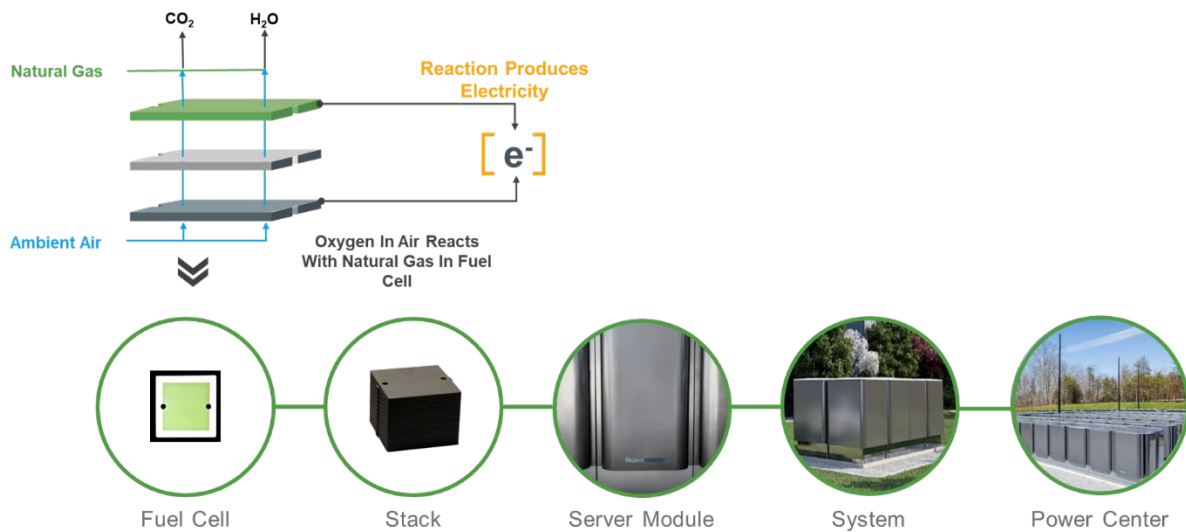 CO₂
H₂O
Natural Gas
Reaction Produces
Electricity
[ e⁻ ]
Ambient Air
Oxygen In Air Reacts
With Natural Gas In Fuel
Cell
Bloomenergy
Fuel Cell
Stack
Server Module
System
Power Center